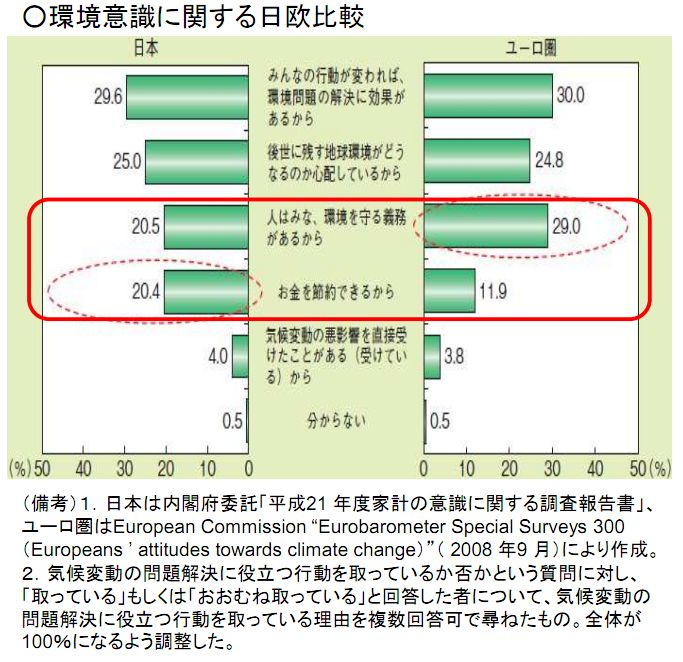 ○環境意識に関する日欧比較
日本
ユーロ圏
29.6
みんなの行動が変われば、
環境問題の解決に効果が
あるから
30.0
25.0
後世に残す地球環境がどう
なるのか心配しているから
24.8
20.5
人はみな、環境を守る義務
があるから
29.0
20.4
お金を節約できるから
11.9
4.0
気候変動の悪影響を直接受
けたことがある（受けてい
る）から
3.8
0.5
分からない
0.5
(%) 50 40 30 20 10 0
0 10 20 30 40 50 (%)
（備考）１．日本は内閣府委託「平成21 年度家計の意識に関する調査報告書」、
ユーロ圏はEuropean Commission “Eurobarometer Special Surveys 300
（Europeans ’ attitudes towards climate change）”（ 2008 年9 月）により作成。
２．気候変動の問題解決に役立つ行動を取っているか否かという質問に対し、
「取っている」もしくは「おおむね取っている」と回答した者について、気候変動の
問題解決に役立つ行動を取っている理由を複数回答可で尋ねたもの。全体が
100％になるよう調整した。